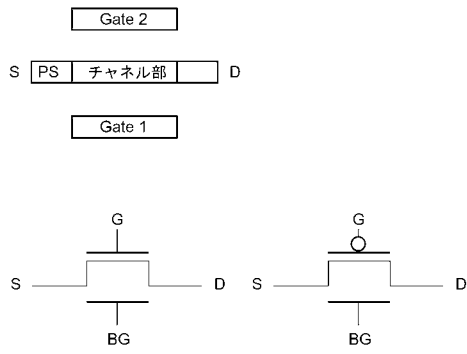 Gate 2
S PS チャネル部 D
Gate 1
G G
S D S D
BG BG